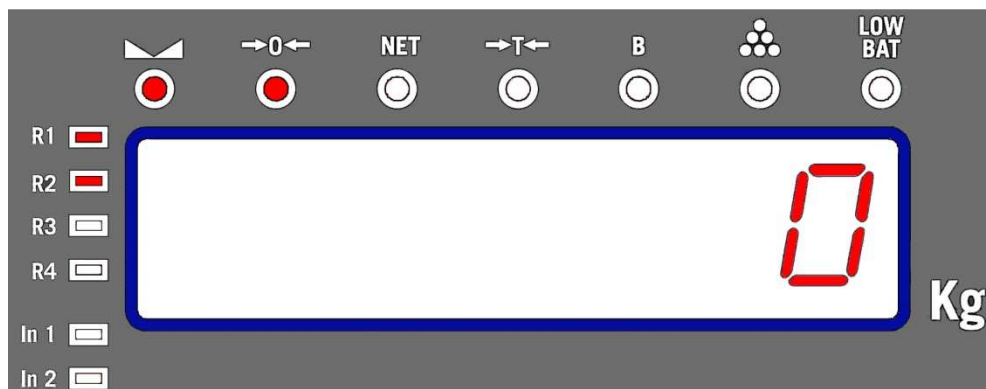 →0← NET →T← B LOW
BAT
R1
R2
R3
R4
0
Kg
In 1
In 2